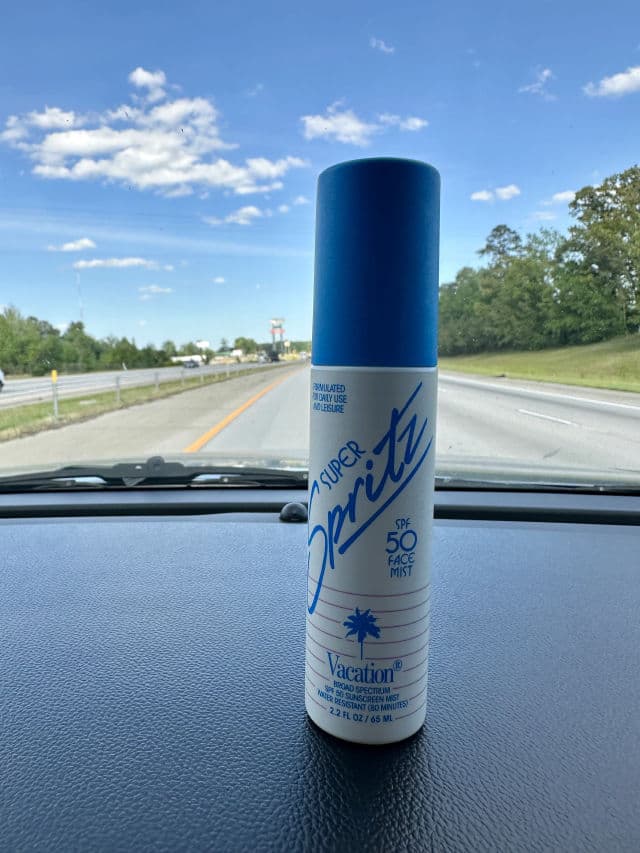 FORMULATED
FOR DAILY USE
AND LEISURE
SUPER
Spritz
SPF
50
FACE
MIST
Vacation®
BROAD SPECTRUM
SPF 50 SUNSCREEN MIST
WATER RESISTANT (80 MINUTES)
2.2 FL OZ / 65 ML